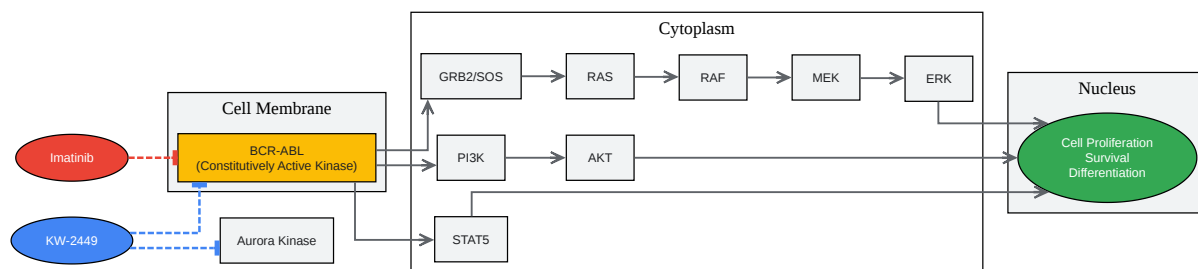 Cytoplasm
GRB2/SOS
RAS
RAF
MEK
ERK
Nucleus
Cell Membrane
Imatinib
BCR-ABL
(Constitutively Active Kinase)
PI3K
AKT
Cell Proliferation
Survival
Differentiation
KW-2449
Aurora Kinase
STAT5